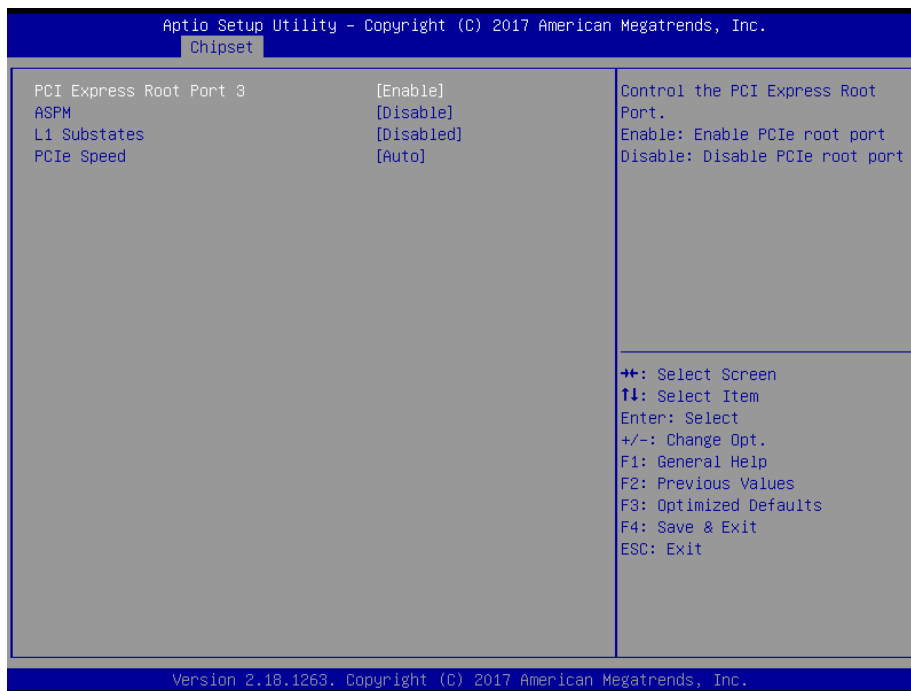 Aptio Setup Utility – Copyright (C) 2017 American Megatrends, Inc.
Chipset
PCI Express Root Port 3 [Enable]
ASPM [Disable]
L1 Substates [Disabled]
PCIe Speed [Auto]
Control the PCI Express Root
Port.
Enable: Enable PCIe root port
Disable: Disable PCIe root port
→←: Select Screen
↑↓: Select Item
Enter: Select
+/-: Change Opt.
F1: General Help
F2: Previous Values
F3: Optimized Defaults
F4: Save & Exit
ESC: Exit
Version 2.18.1263. Copyright (C) 2017 American Megatrends, Inc.